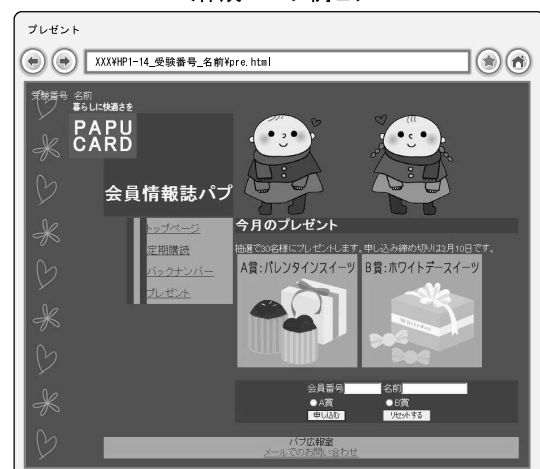 プレゼント
XXX¥HP1-14_受験番号_名前¥pre.html
受験番号 名前
暮らしに快適さを
PAPU
CARD
会員情報誌パプ
トップページ
定期購読
バックナンバー
プレゼント
今月のプレゼント
抽選で30名様にプレゼントします。申し込み締め切りは3月10日です。
A賞:バレンタインスイーツ
B賞:ホワイトデースイーツ
会員番号 名前
A賞 B賞
申し込む リセットする
パプ広報室
メールでのお問い合わせ